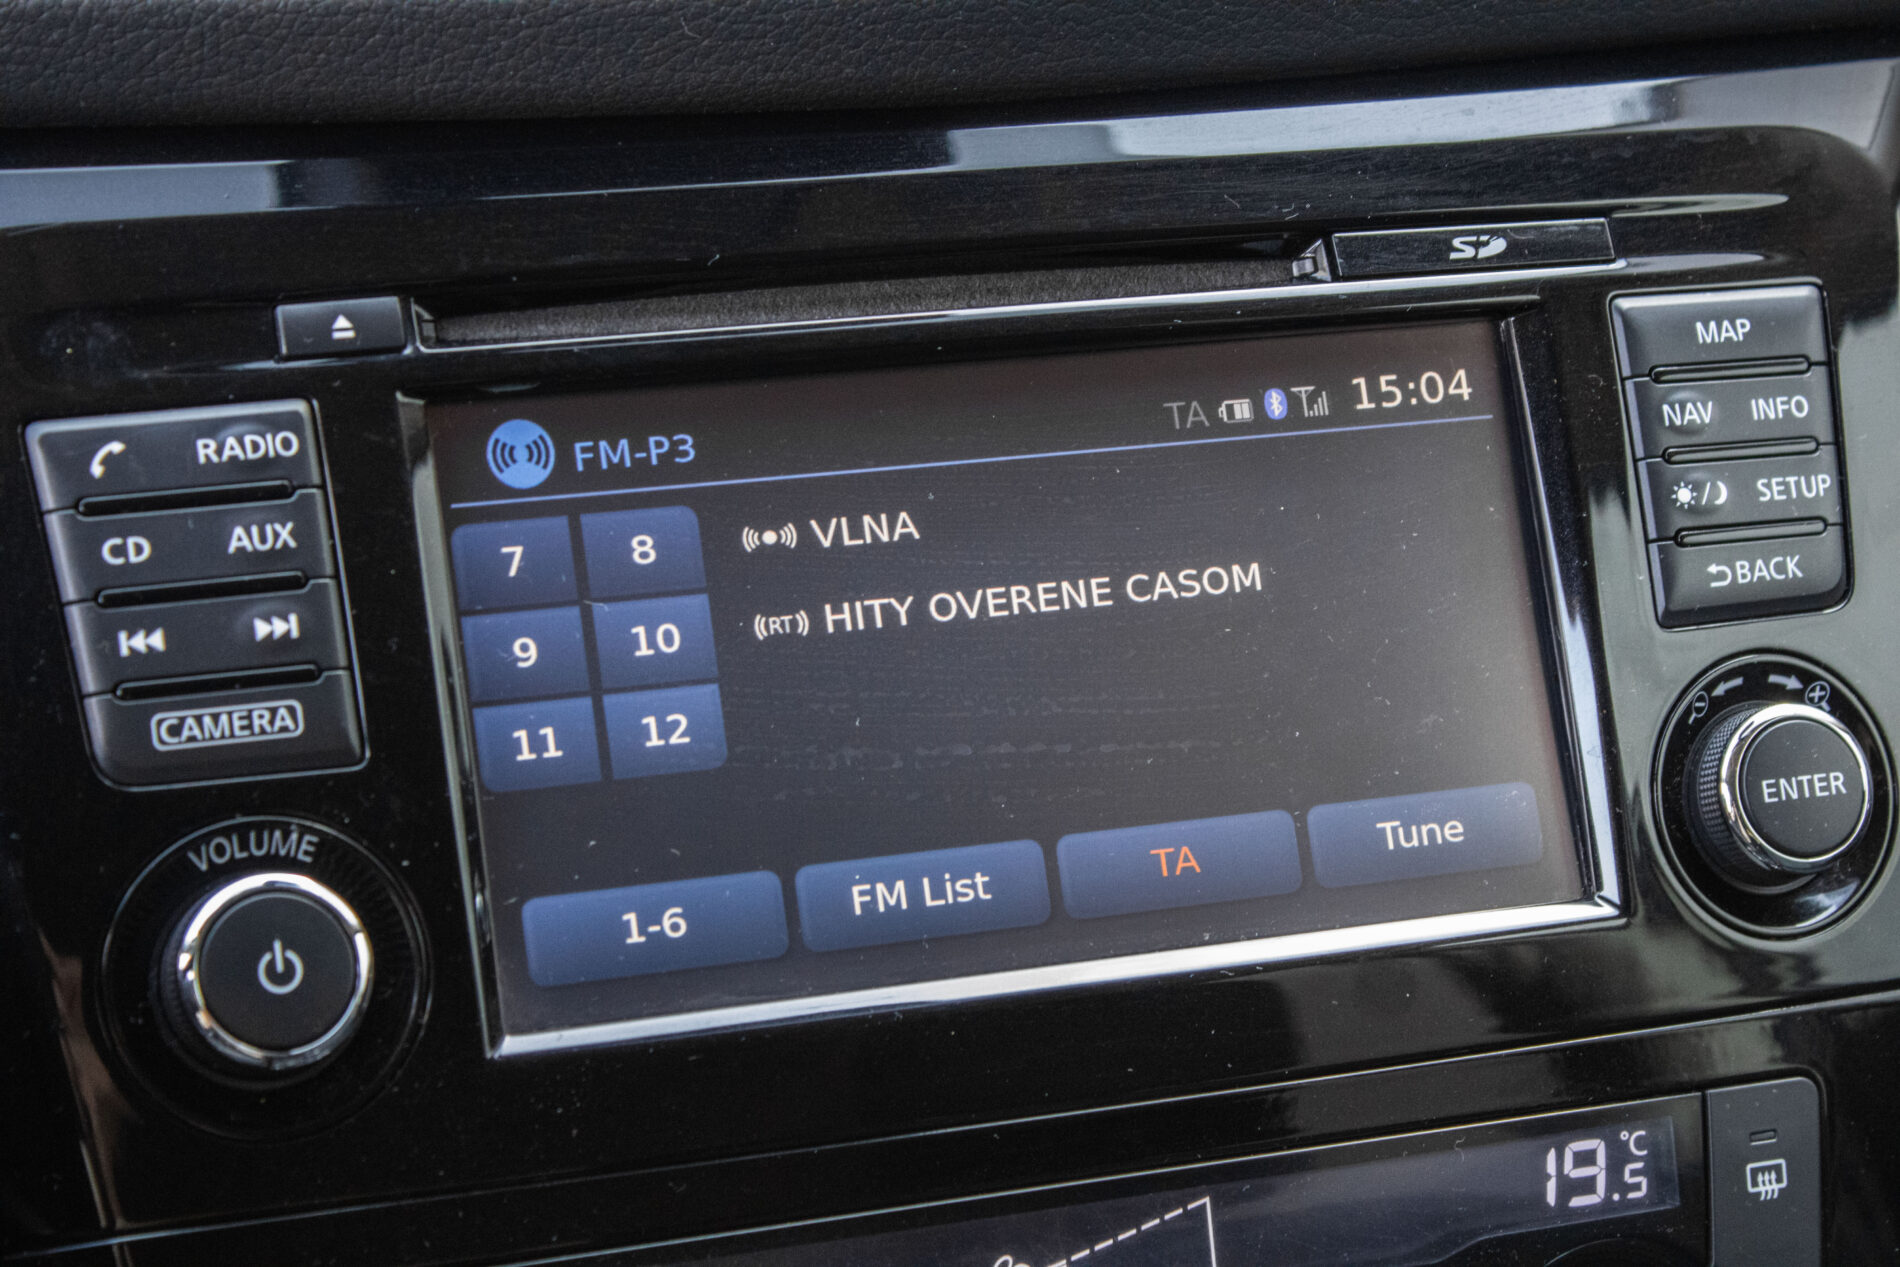 SD
MAP
NAV INFO
SETUP
BACK
RADIO
CD AUX
CAMERA
VOLUME
FM-P3
TA 15:04
7 8
9 10
11 12
VLNA
RT HITY OVERENE CASOM
1-6 FM List TA Tune
ENTER
19.5 °C